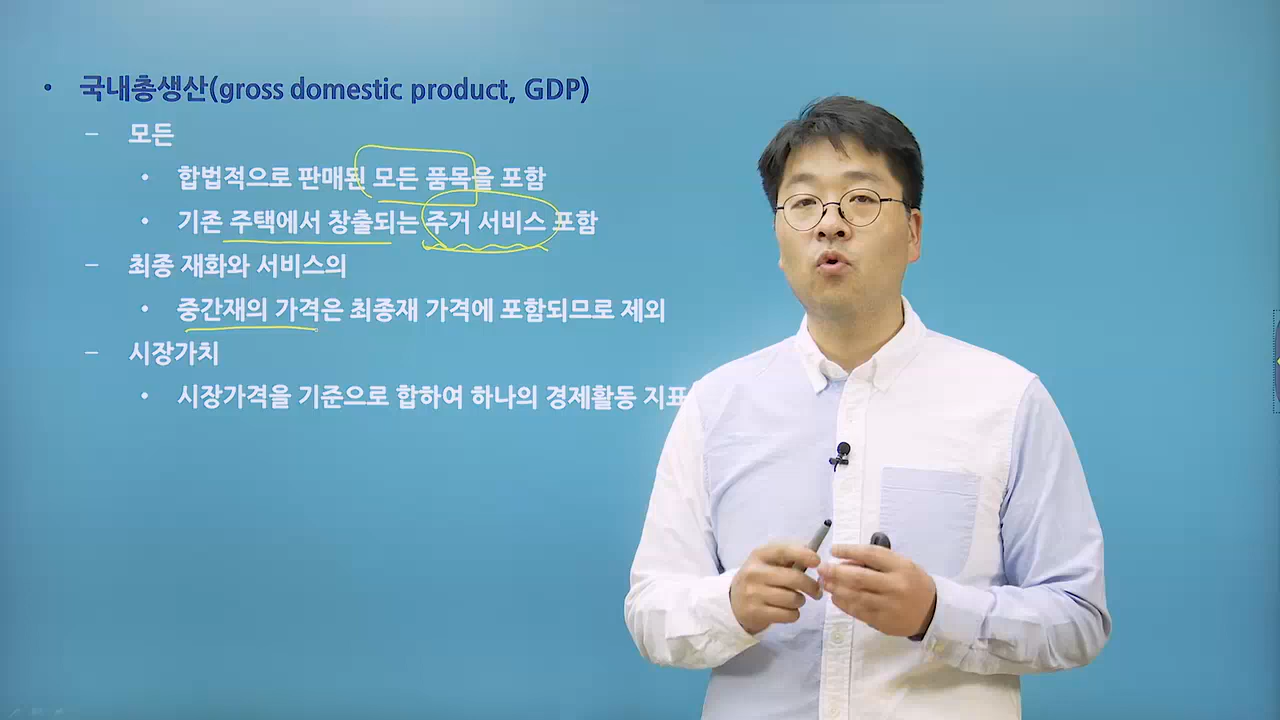 • 국내총생산(gross domestic product, GDP)
– 모든
• 합법적으로 판매된 모든 품목을 포함
• 기존 주택에서 창출되는 주거 서비스 포함
– 최종 재화와 서비스의
• 중간재의 가격은 최종재 가격에 포함되므로 제외
– 시장가치
• 시장가격을 기준으로 합하여 하나의 경제활동 지표